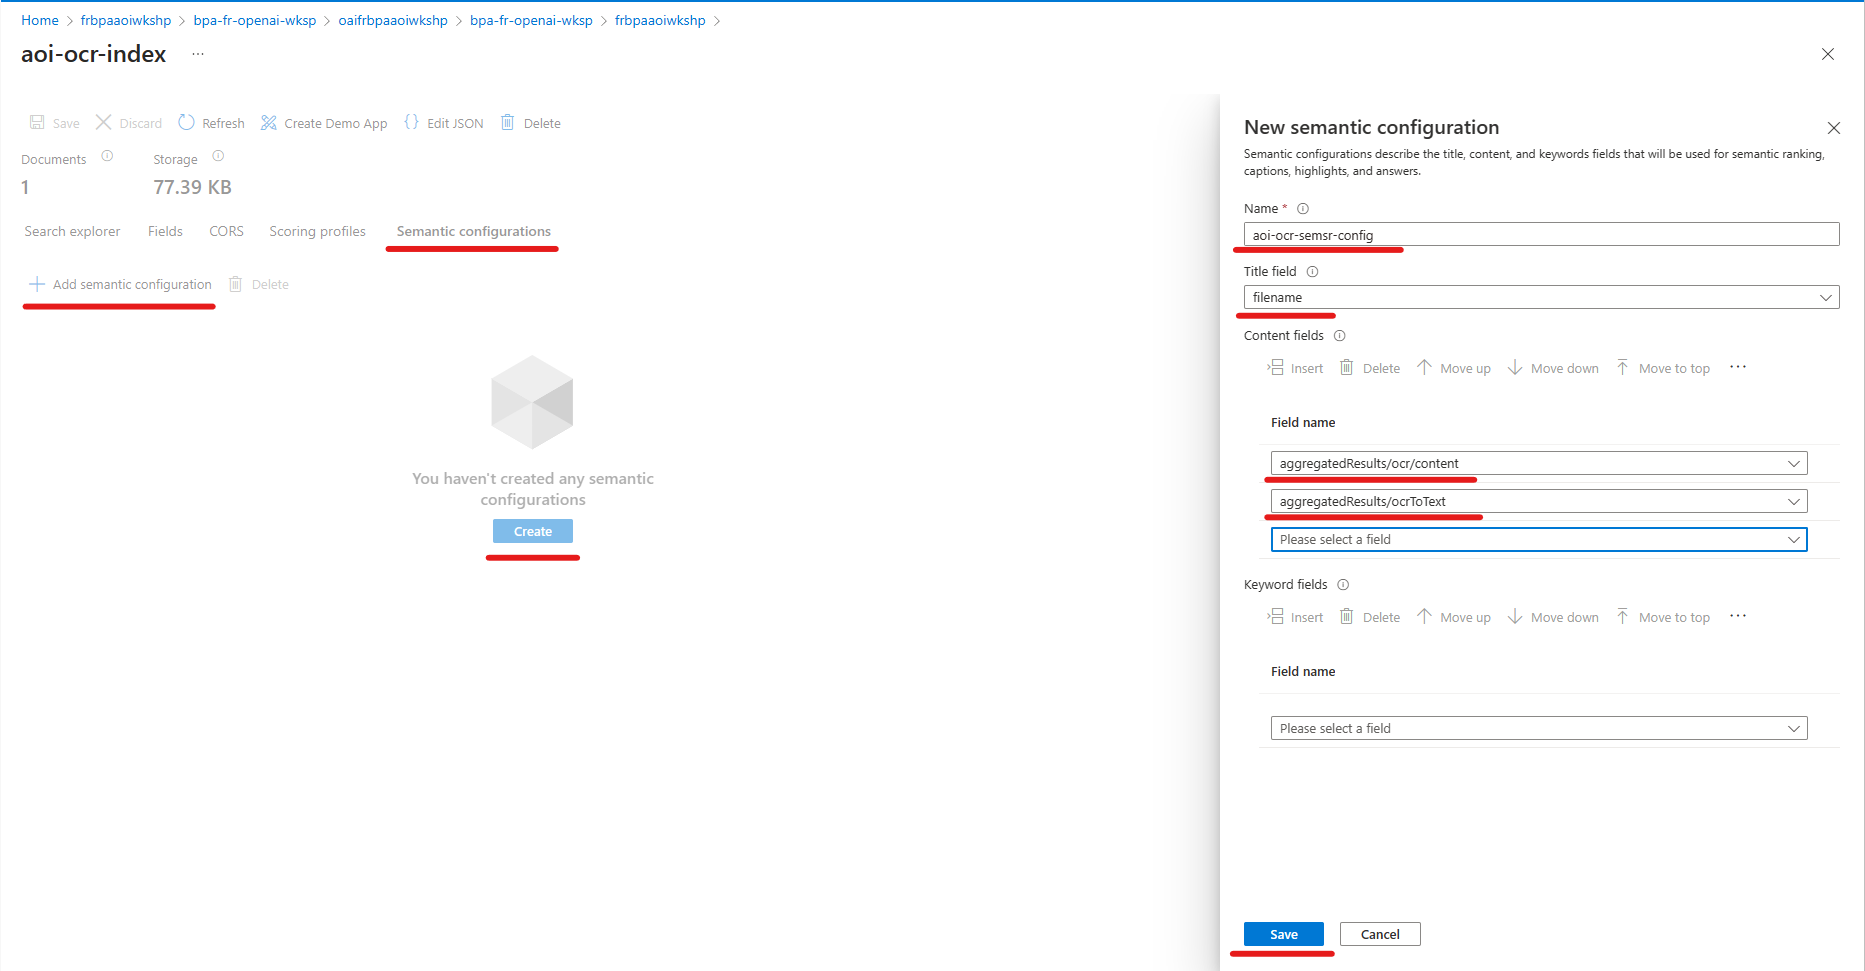 Home > frbpaaoiwkshp > bpa-fr-openai-wksp > oaifrbpaaoiwkshp > bpa-fr-openai-wksp > frbpaaoiwkshp >
aoi-ocr-index ...
Save Discard Refresh Create Demo App {} Edit JSON Delete
Documents Storage
1 77.39 KB
Search explorer Fields CORS Scoring profiles Semantic configurations
+ Add semantic configuration Delete
You haven't created any semantic
configurations
Create
New semantic configuration
Semantic configurations describe the title, content, and keywords fields that will be used for semantic ranking,
captions, highlights, and answers.
Name *
aoi-ocr-semsr-config
Title field
filename
Content fields
Insert Delete Move up Move down Move to top ...
Field name
aggregatedResults/ocr/content
aggregatedResults/ocrToText
Please select a field
Keyword fields
Insert Delete Move up Move down Move to top ...
Field name
Please select a field
Save Cancel